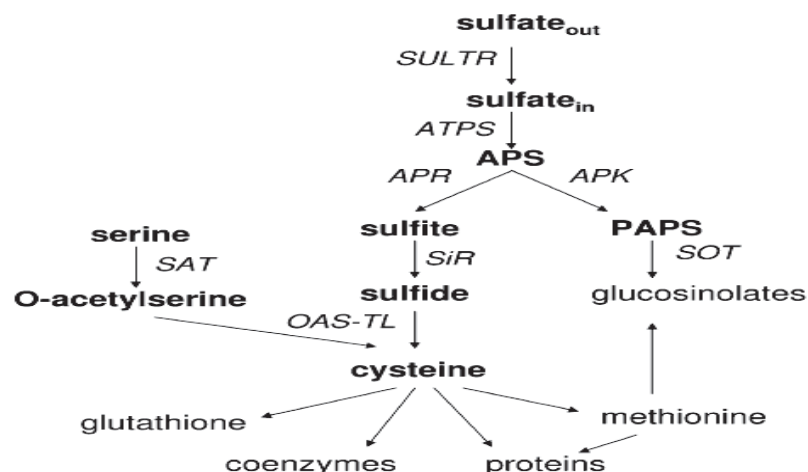 sulfate_out
SULTR
sulfate_in
ATPS
APS
APR APK
serine sulfite PAPS
SAT SiR SOT
O-acetylserine sulfide glucosinolates
OAS-TL
cysteine
glutathione methionine
coenzymes proteins